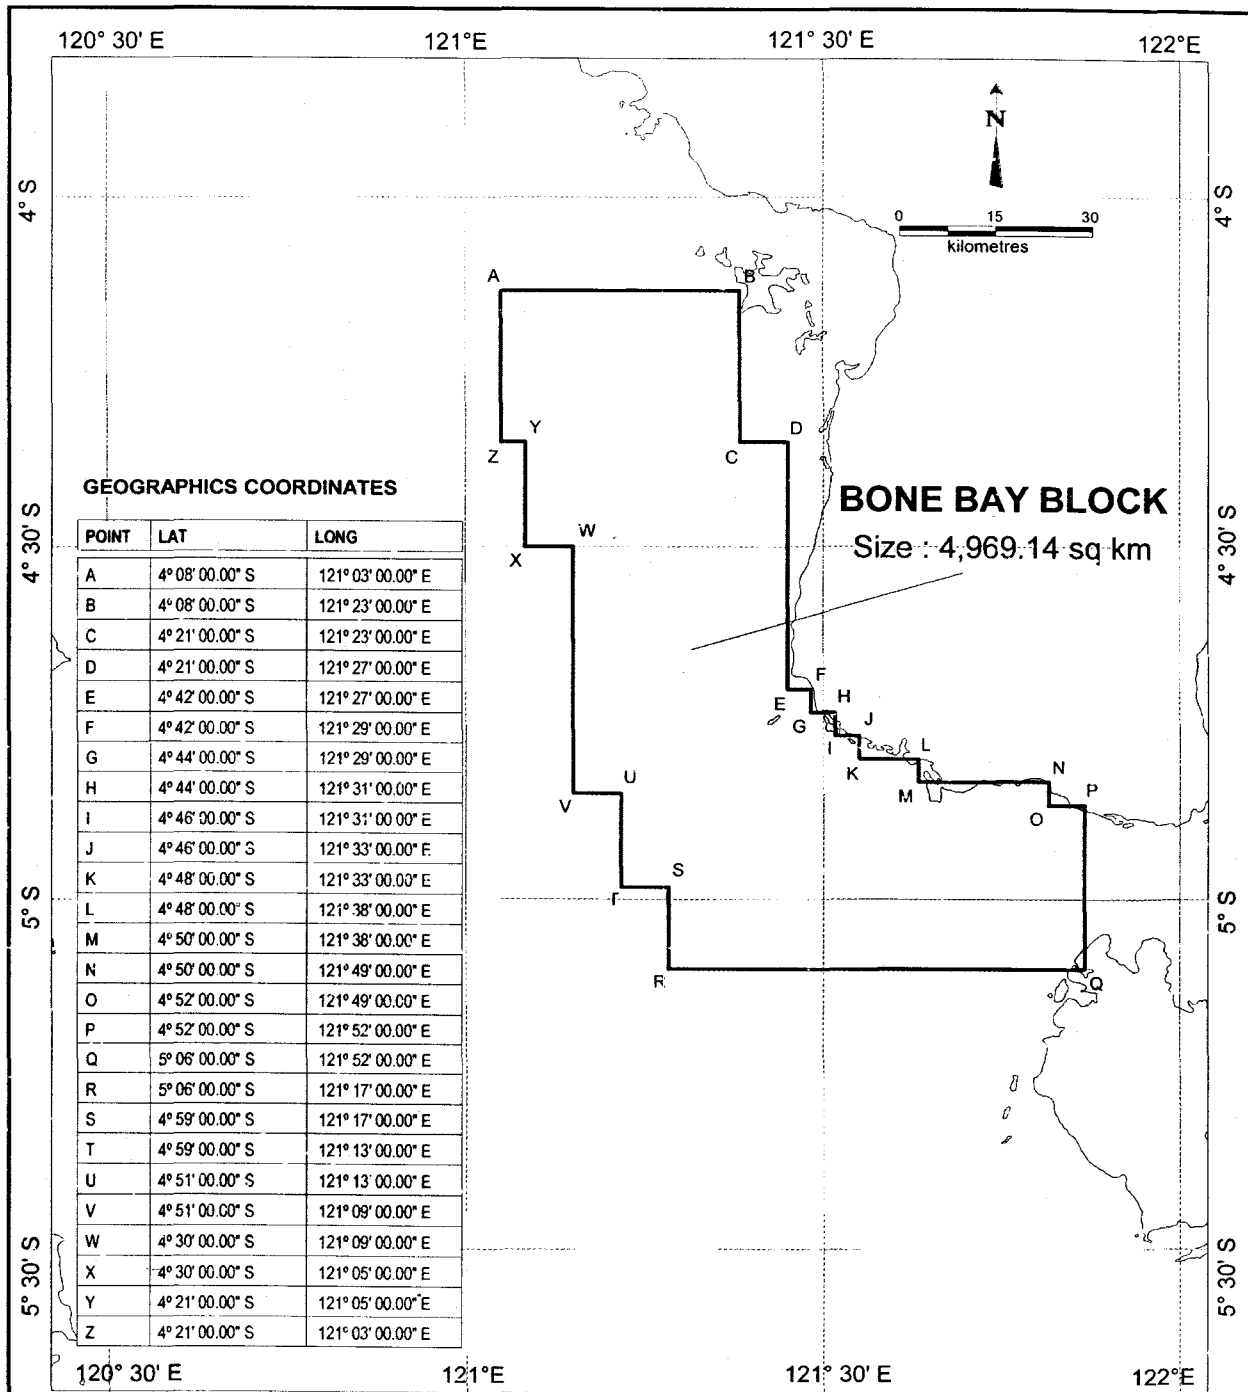 120° 30' E 121°E 121° 30' E 122°E
N
4° S 4° S
0 15 30
kilometres
A B
Y D
Z C
GEOGRAPHICS COORDINATES
BONE BAY BLOCK
Size : 4,969.14 sq km
4° 30' S 4° 30' S
W
X
POINT LAT LONG
A 4° 08' 00.00" S 121° 03' 00.00" E
B 4° 08' 00.00" S 121° 23' 00.00" E
C 4° 21' 00.00" S 121° 23' 00.00" E
D 4° 21' 00.00" S 121° 27' 00.00" E
E 4° 42' 00.00" S 121° 27' 00.00" E
F 4° 42' 00.00" S 121° 29' 00.00" E
G 4° 44' 00.00" S 121° 29' 00.00" E
H 4° 44' 00.00" S 121° 31' 00.00" E
I 4° 46' 00.00" S 121° 31' 00.00" E
J 4° 46' 00.00" S 121° 33' 00.00" E
K 4° 48' 00.00" S 121° 33' 00.00" E
L 4° 48' 00.00" S 121° 38' 00.00" E
M 4° 50' 00.00" S 121° 38' 00.00" E
N 4° 50' 00.00" S 121° 49' 00.00" E
O 4° 52' 00.00" S 121° 49' 00.00" E
P 4° 52' 00.00" S 121° 52' 00.00" E
Q 5° 06' 00.00" S 121° 52' 00.00" E
R 5° 06' 00.00" S 121° 17' 00.00" E
S 4° 59' 00.00" S 121° 17' 00.00" E
T 4° 59' 00.00" S 121° 13' 00.00" E
U 4° 51' 00.00" S 121° 13' 00.00" E
V 4° 51' 00.00" S 121° 09' 00.00" E
W 4° 30' 00.00" S 121° 09' 00.00" E
X 4° 30' 00.00" S 121° 05' 00.00" E
Y 4° 21' 00.00" S 121° 05' 00.00" E
Z 4° 21' 00.00" S 121° 03' 00.00" E
F
E G H
I J
K L
M N
O P
U
V
T S
5° S 5° S
R Q
5° 30' S 5° 30' S
120° 30' E 121°E 121° 30' E 122°E